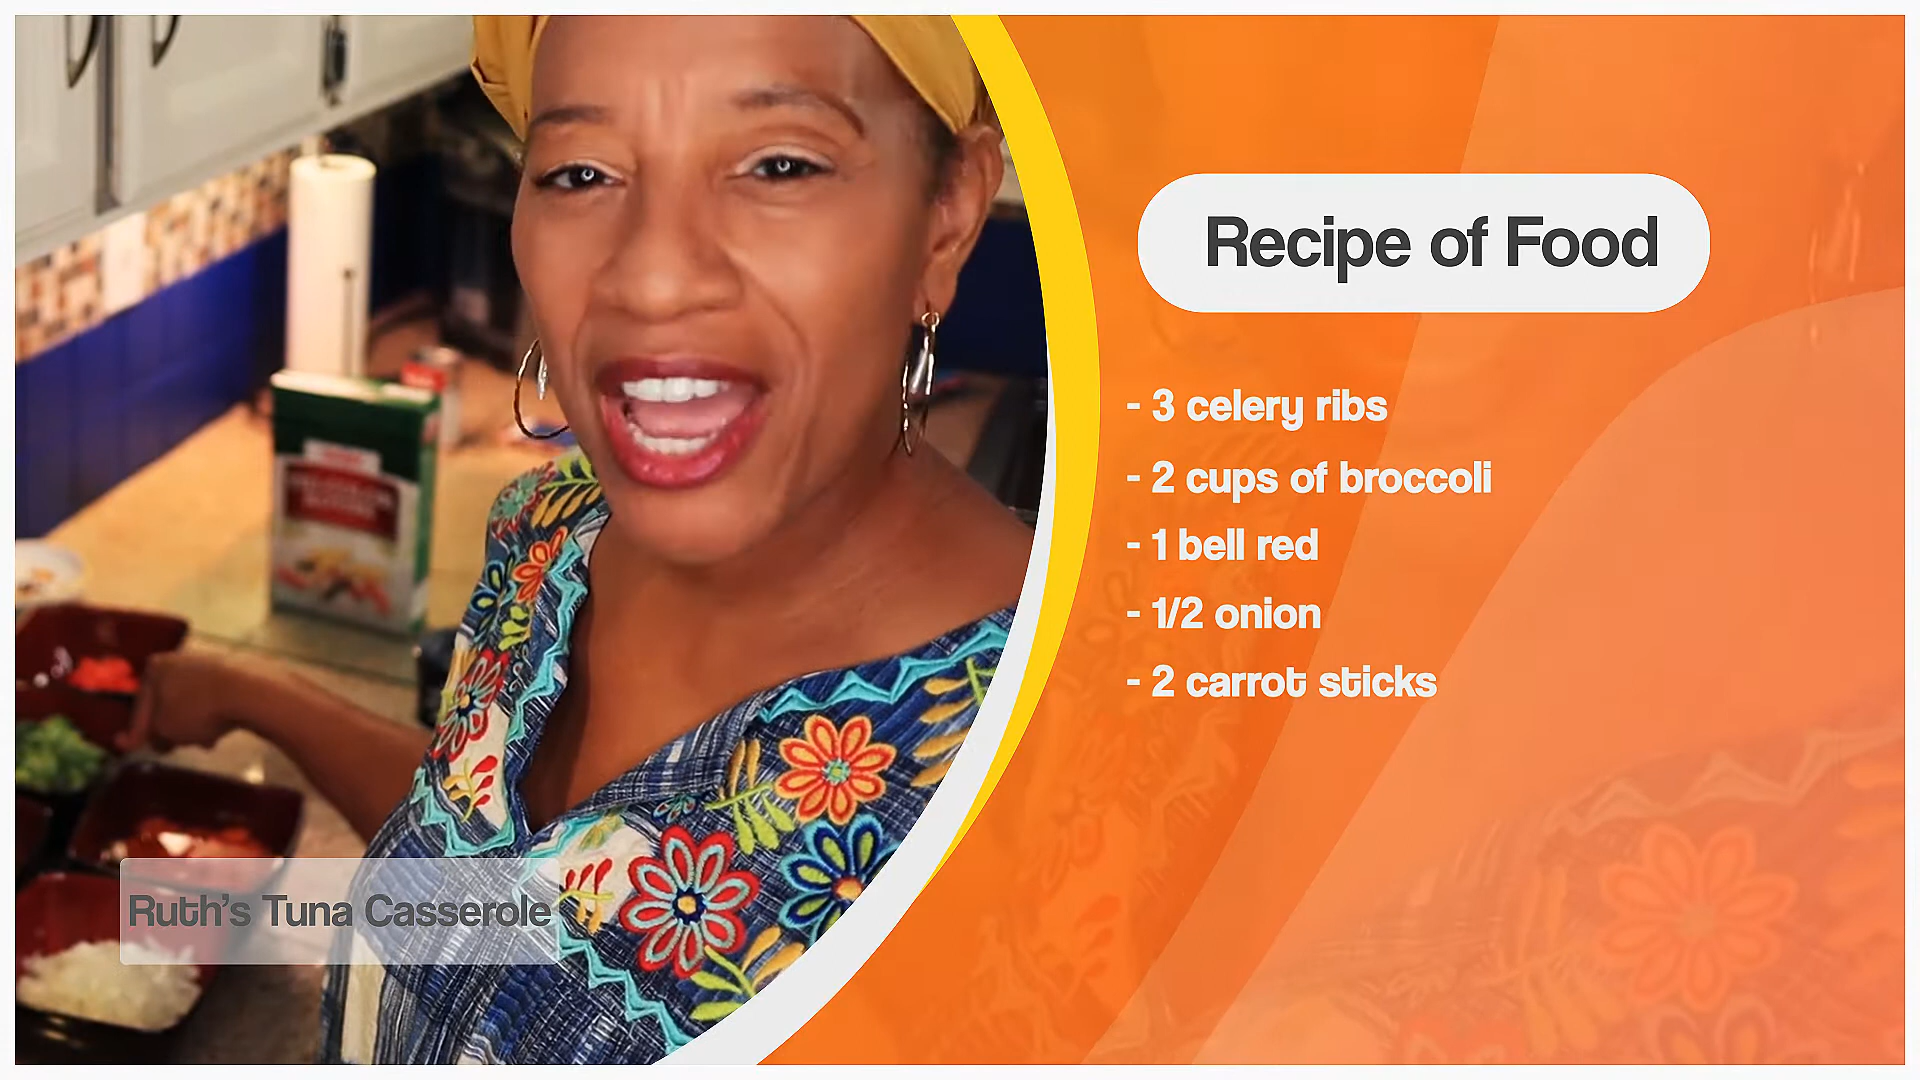 Recipe of Food
- 3 celery ribs
- 2 cups of broccoli
- 1 bell red
- 1/2 onion
- 2 carrot sticks
Ruth's Tuna Casserole